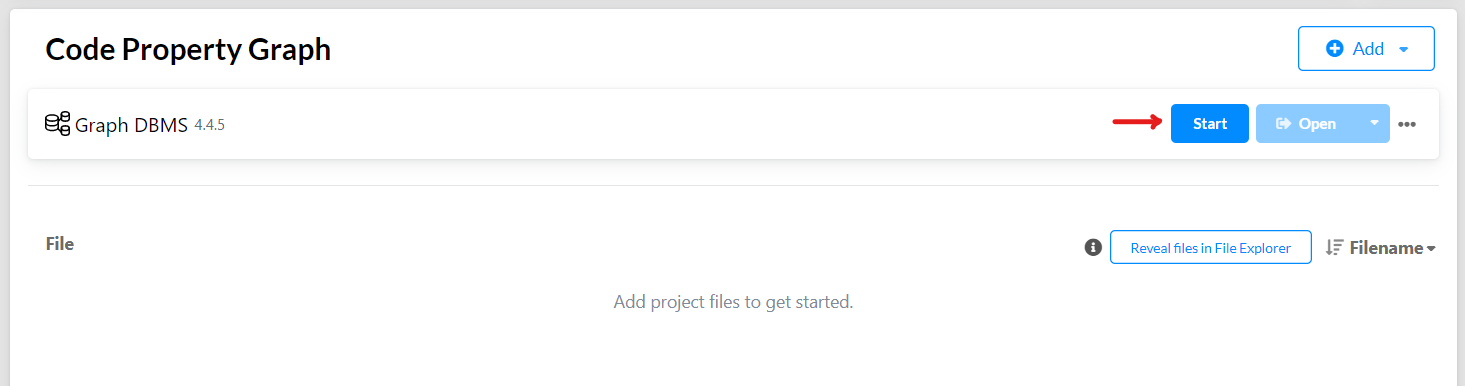 Code Property Graph
Add
Graph DBMS 4.4.5
Start
Open
File
Reveal files in File Explorer
Filename
Add project files to get started.